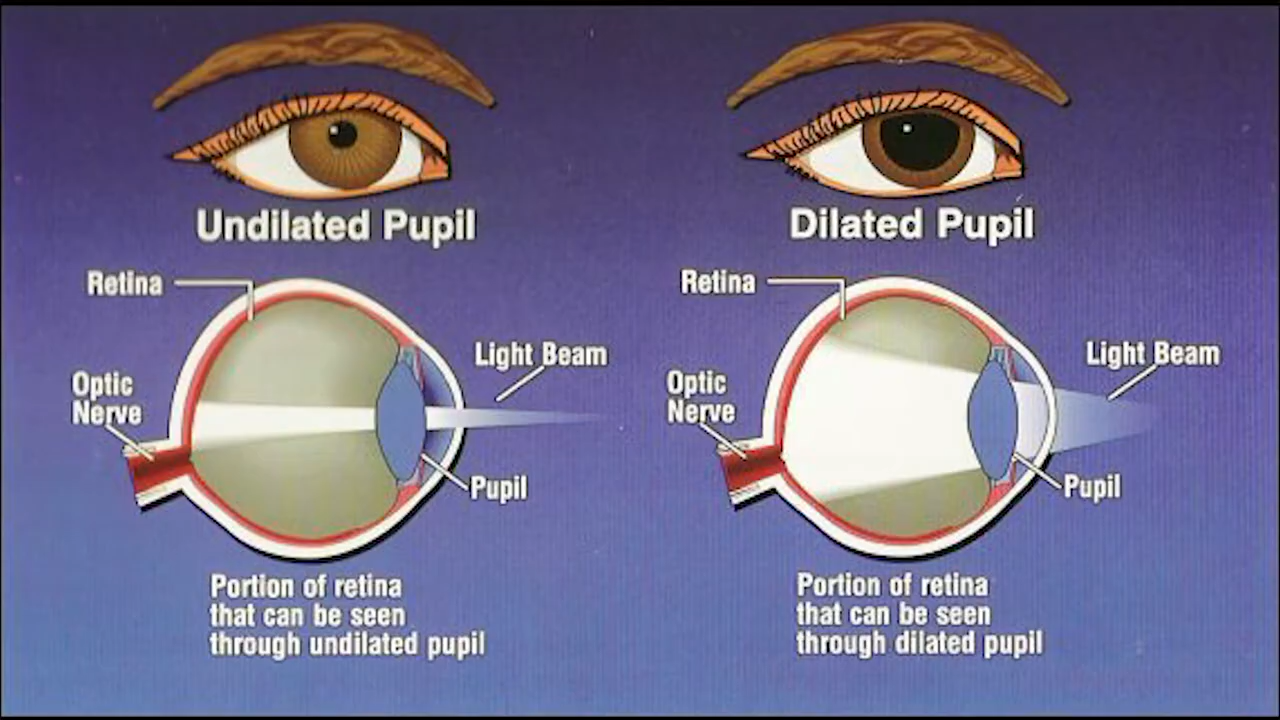 Undilated Pupil
Retina
Light Beam
Optic
Nerve
Pupil
Portion of retina
that can be seen
through undilated pupil
Dilated Pupil
Retina
Light Beam
Optic
Nerve
Pupil
Portion of retina
that can be seen
through dilated pupil